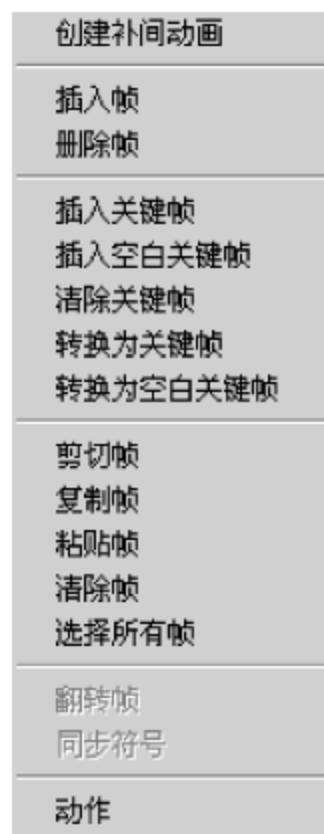 创建补间动画
插入帧
删除帧
插入关键帧
插入空白关键帧
清除关键帧
转换为关键帧
转换为空白关键帧
剪切帧
复制帧
粘贴帧
清除帧
选择所有帧
翻转帧
同步符号
动作